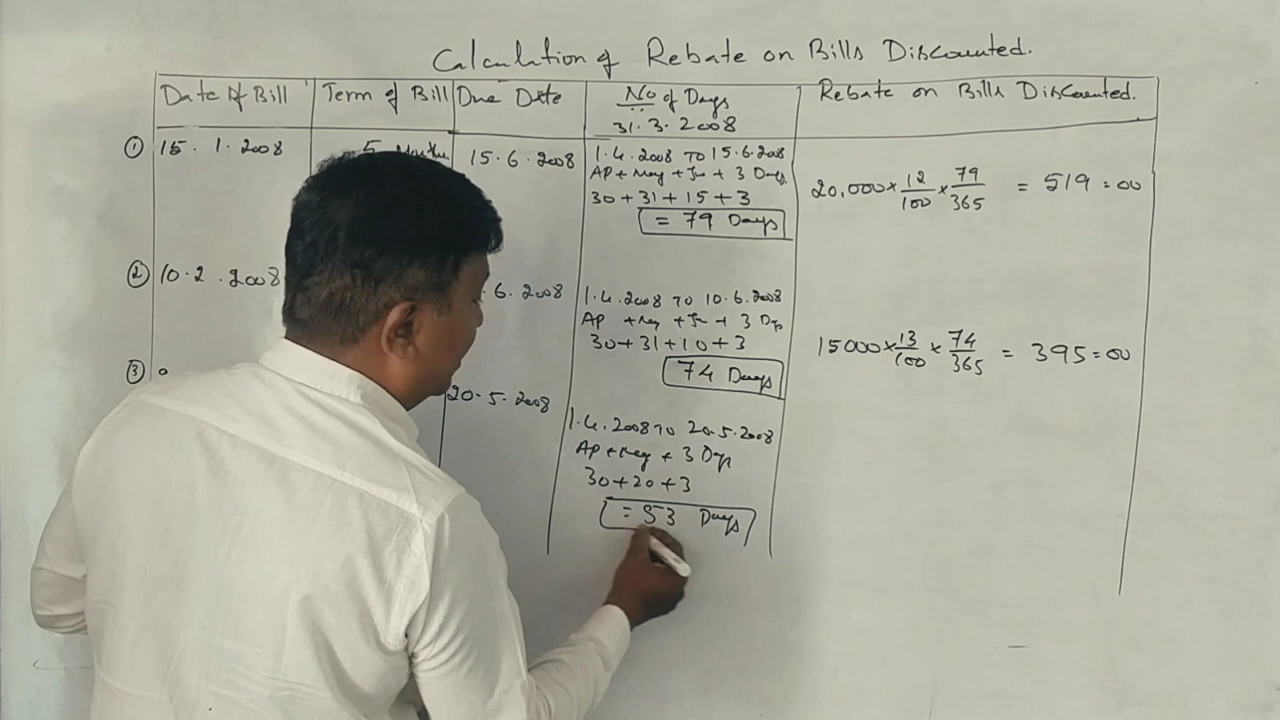 Calculation of Rebate on Bills Discounted.
Date of Bill Term of Bill Due Date No of Days 31.3.2008 Rebate on Bills Discounted.
① 15. 1. 2008 5 15.6.2008
1.4.2008 TO 15.6.2008
AP + May + Ju + 3 Days
30 + 31 + 15 + 3
= 79 Days
20,000 × 12/100 × 79/365 = 519=00
② 10.2.2008 .6.2008
1.4.2008 TO 10.6.2008
AP + May + Ju + 3 Dys
30 + 31 + 10 + 3
74 Days
15000 × 13/100 × 74/365 = 395=00
③ 20.5.2008
1.4.2008 TO 20.5.2008
AP + May + 3 Dys
30 + 20 + 3
= 53 Days